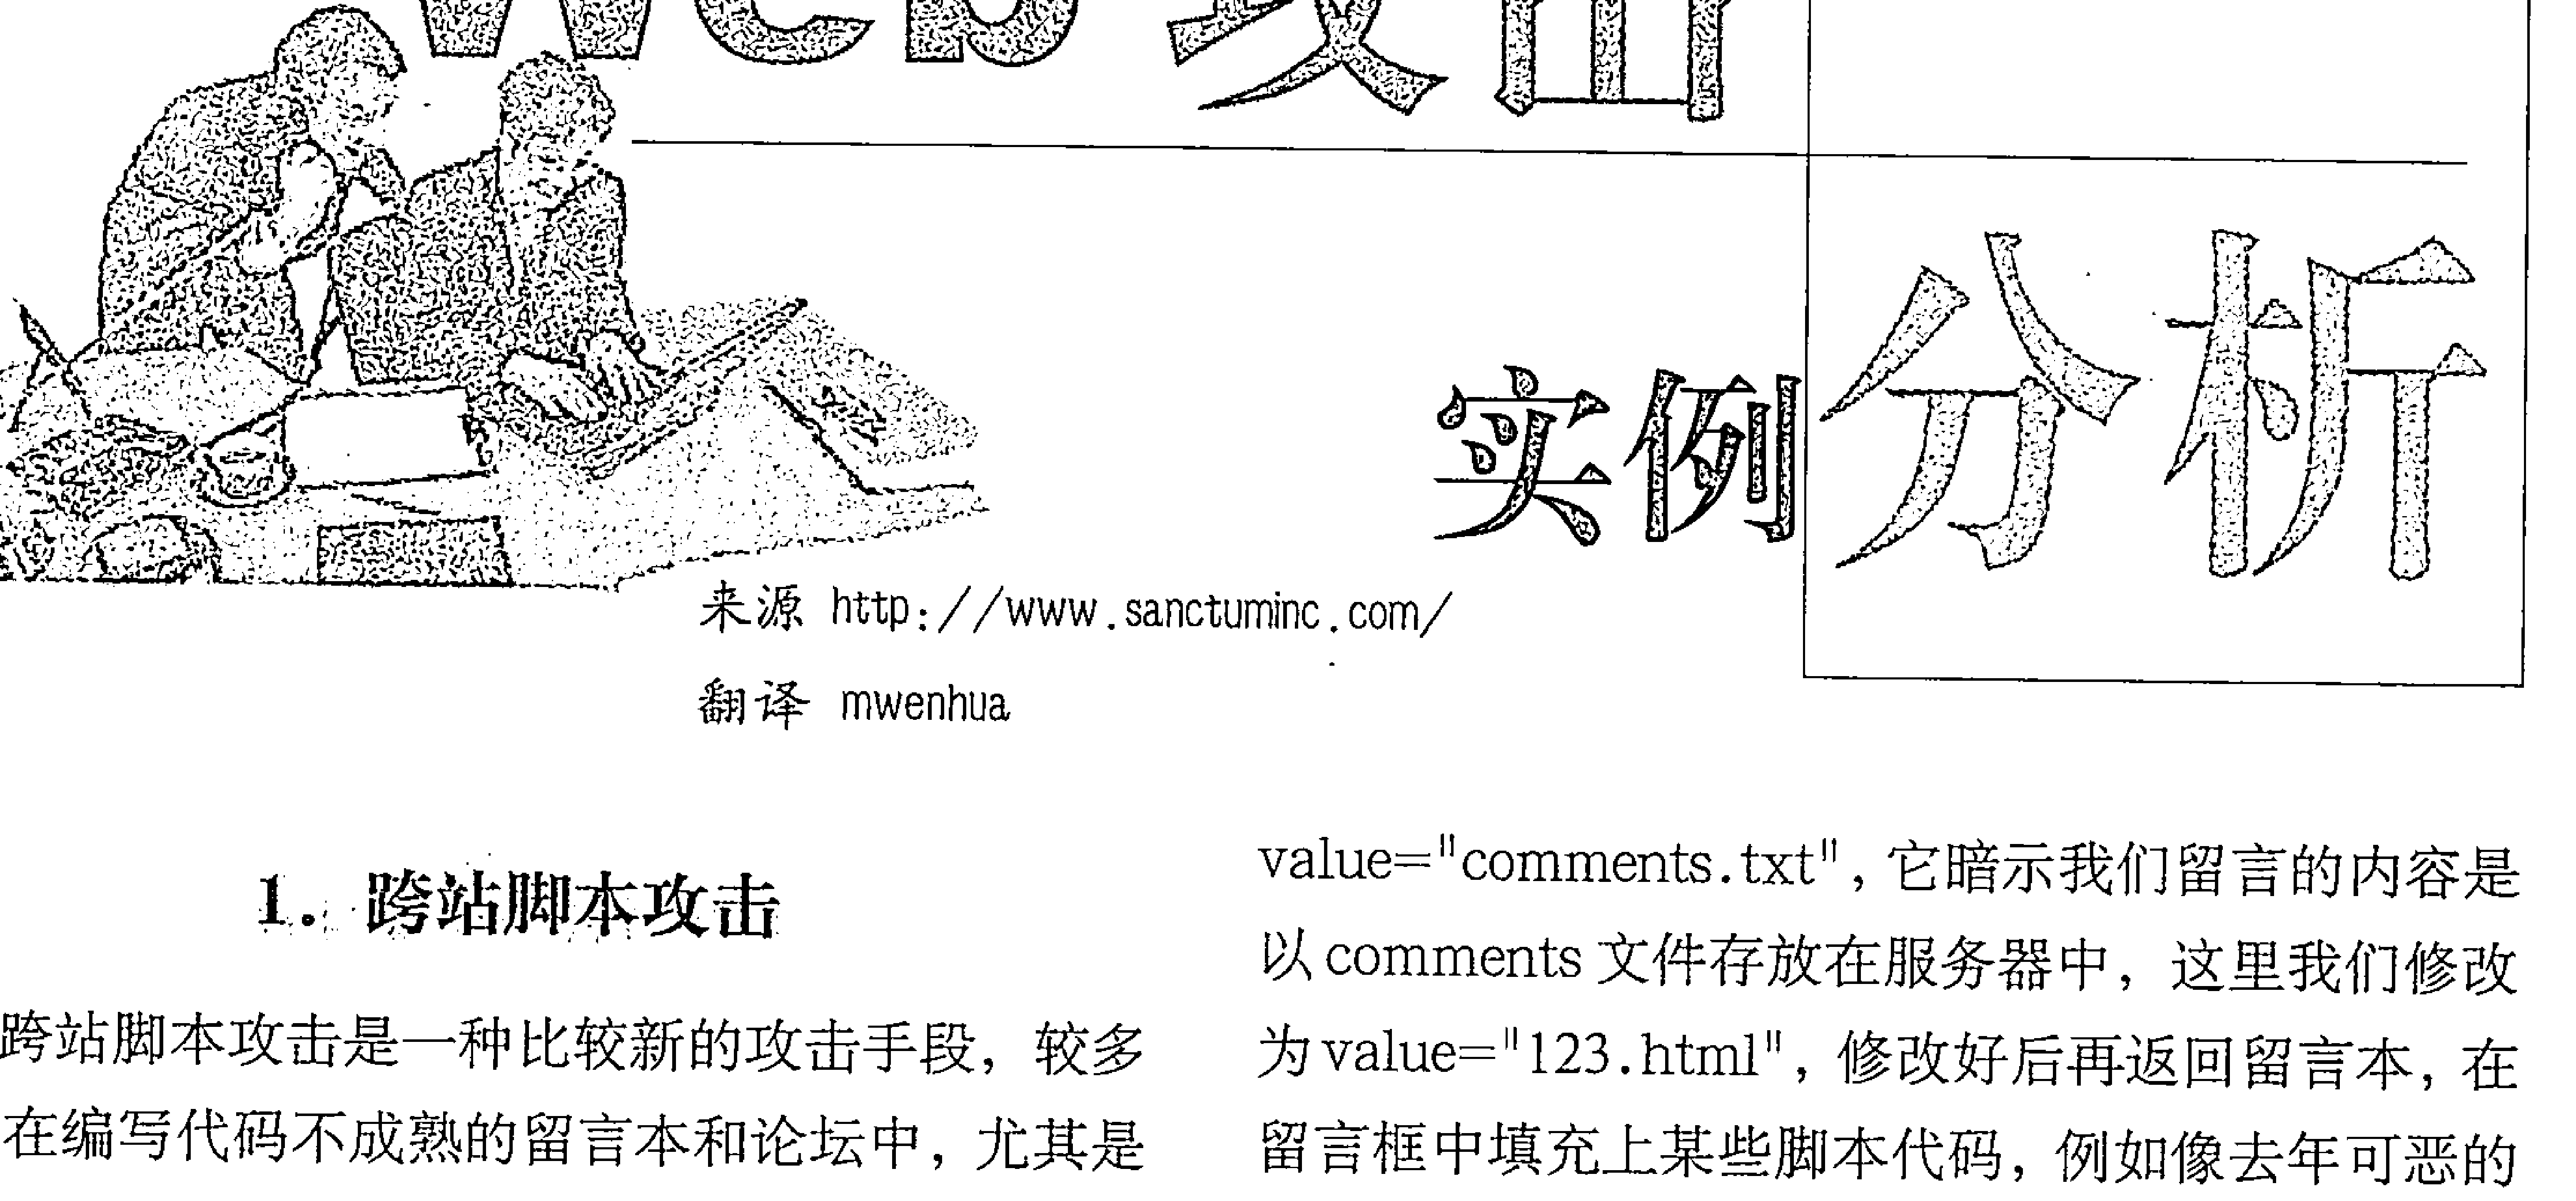 Web攻击
实例分析
来源 http://www.sanctuminc.com/
翻译 mwenhua
1. 跨站脚本攻击
跨站脚本攻击是一种比较新的攻击手段，较多
在编写代码不成熟的留言本和论坛中，尤其是
value="comments.txt"，它暗示我们留言的内容是
以comments文件存放在服务器中，这里我们修改
为value="123.html"，修改好后再返回留言本，在
留言框中填充上某些脚本代码，例如像去年可恶的